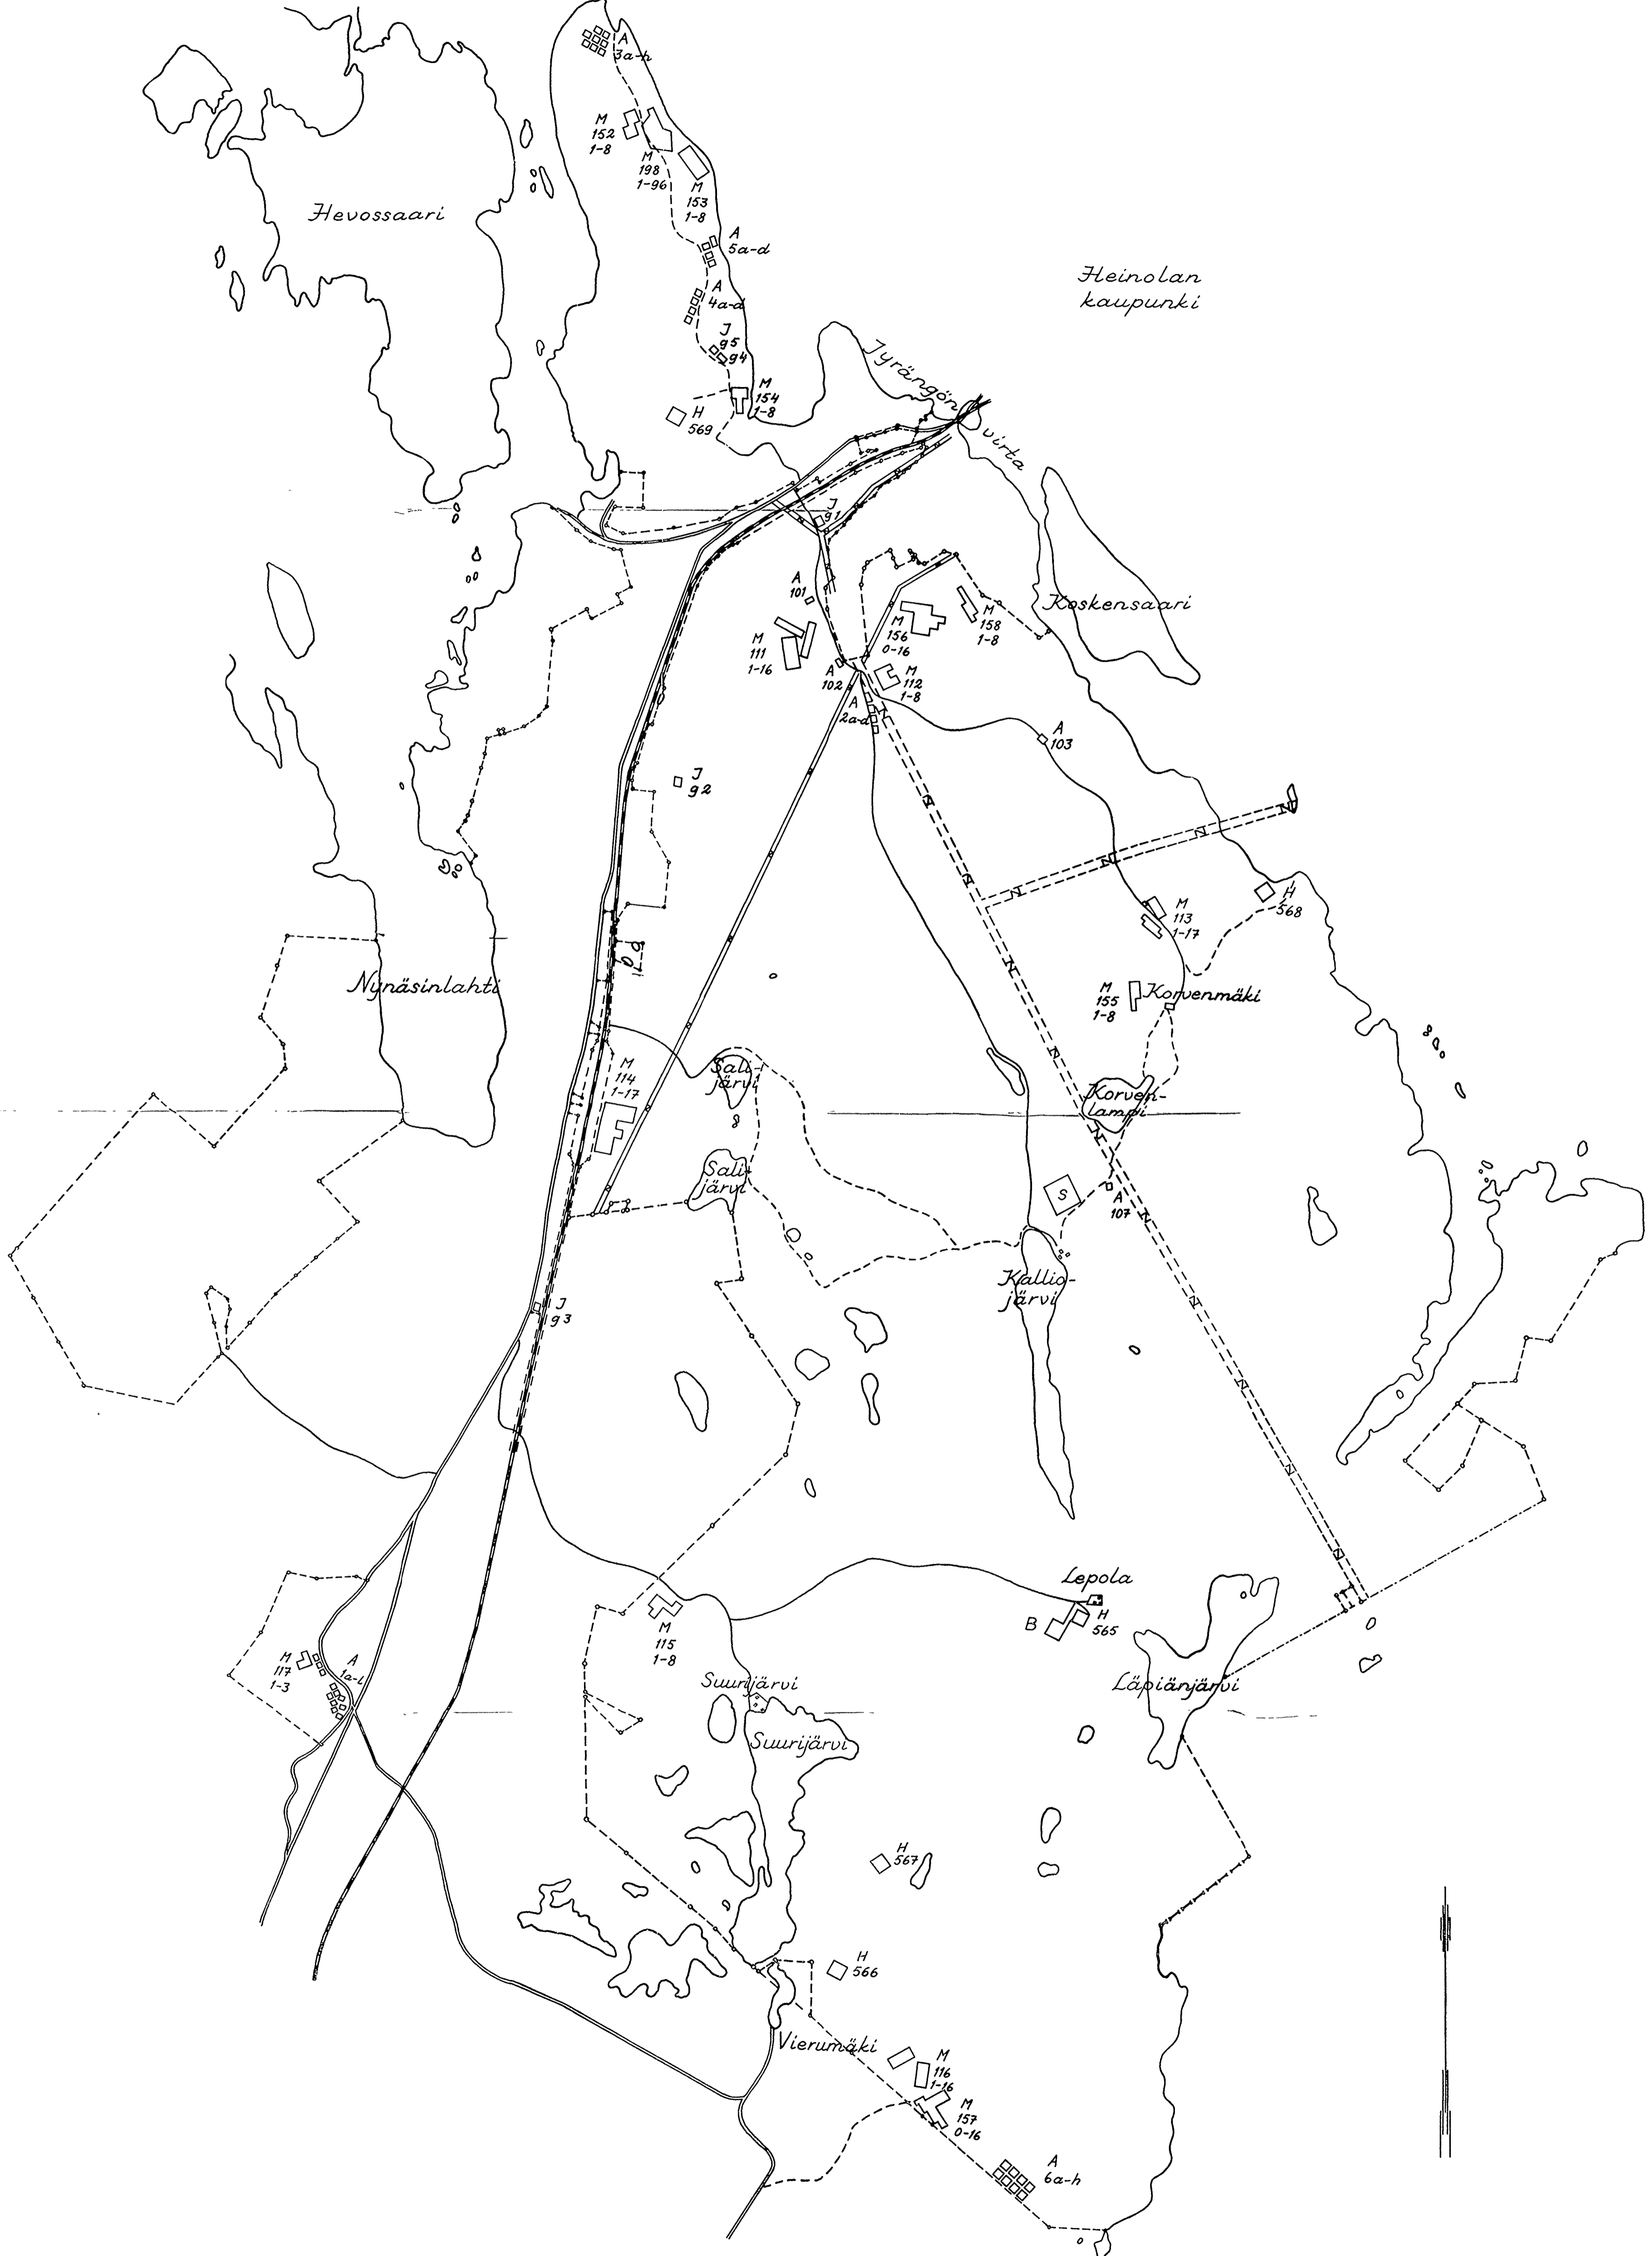 A
3a-h
M
152
1-8
M
198
1-96
M
153
1-8
Hevossaari
A
5a-d
Heinolan
kaupunki
A
4a-d
J
g5
g4
Jyrängön
virta
M
154
1-8
H
569
J
g1
A
101
Koskensaari
M
158
1-8
M
156
0-16
M
111
1-16
A
102
M
112
1-8
A
2a-d
A
103
J
g2
H
568
M
113
1-17
Nynäsinlahti
M
155
1-8
Korvenmäki
M
114
1-17
Sali-
järvi
Korven-
lampi
Sali-
järvi
S
A
107
Kallio-
järvi
J
g3
Lepola
B
H
565
M
115
1-8
M
117
1-3
A
1a-l
Suurijärvi
Läpiänjärvi
Suurijärvi
H
567
H
566
Vierumäki
M
116
1-16
M
157
0-16
A
6a-h